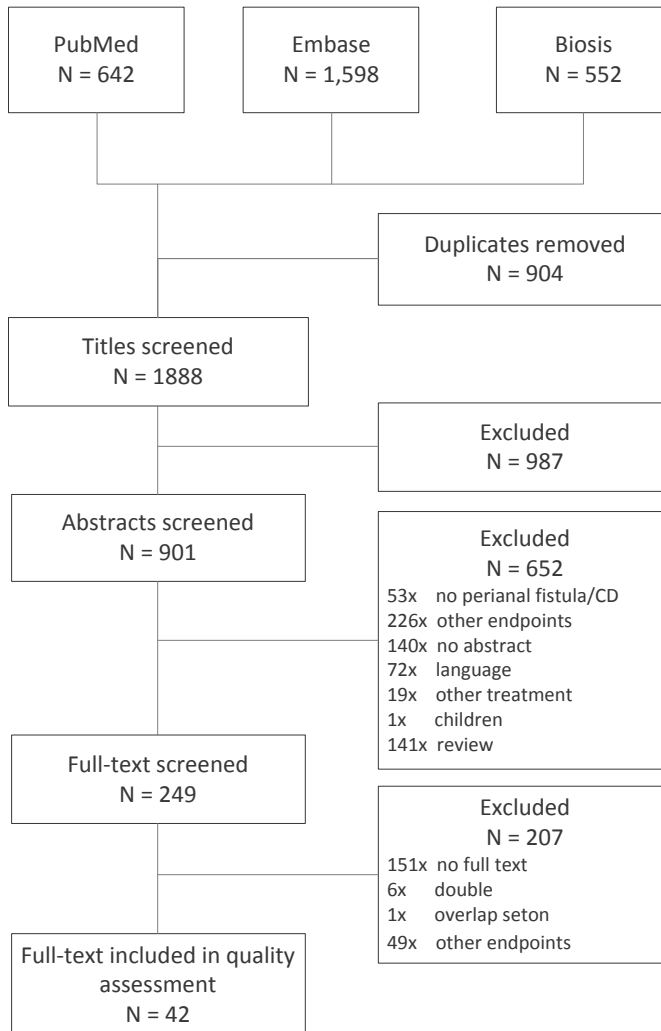 PubMed
N = 642
Embase
N = 1,598
Biosis
N = 552
Duplicates removed
N = 904
Titles screened
N = 1888
Excluded
N = 987
Abstracts screened
N = 901
Excluded
N = 652
53x no perianal fistula/CD
226x other endpoints
140x no abstract
72x language
19x other treatment
1x children
141x review
Full-text screened
N = 249
Excluded
N = 207
151x no full text
6x double
1x overlap seton
49x other endpoints
Full-text included in quality
assessment
N = 42